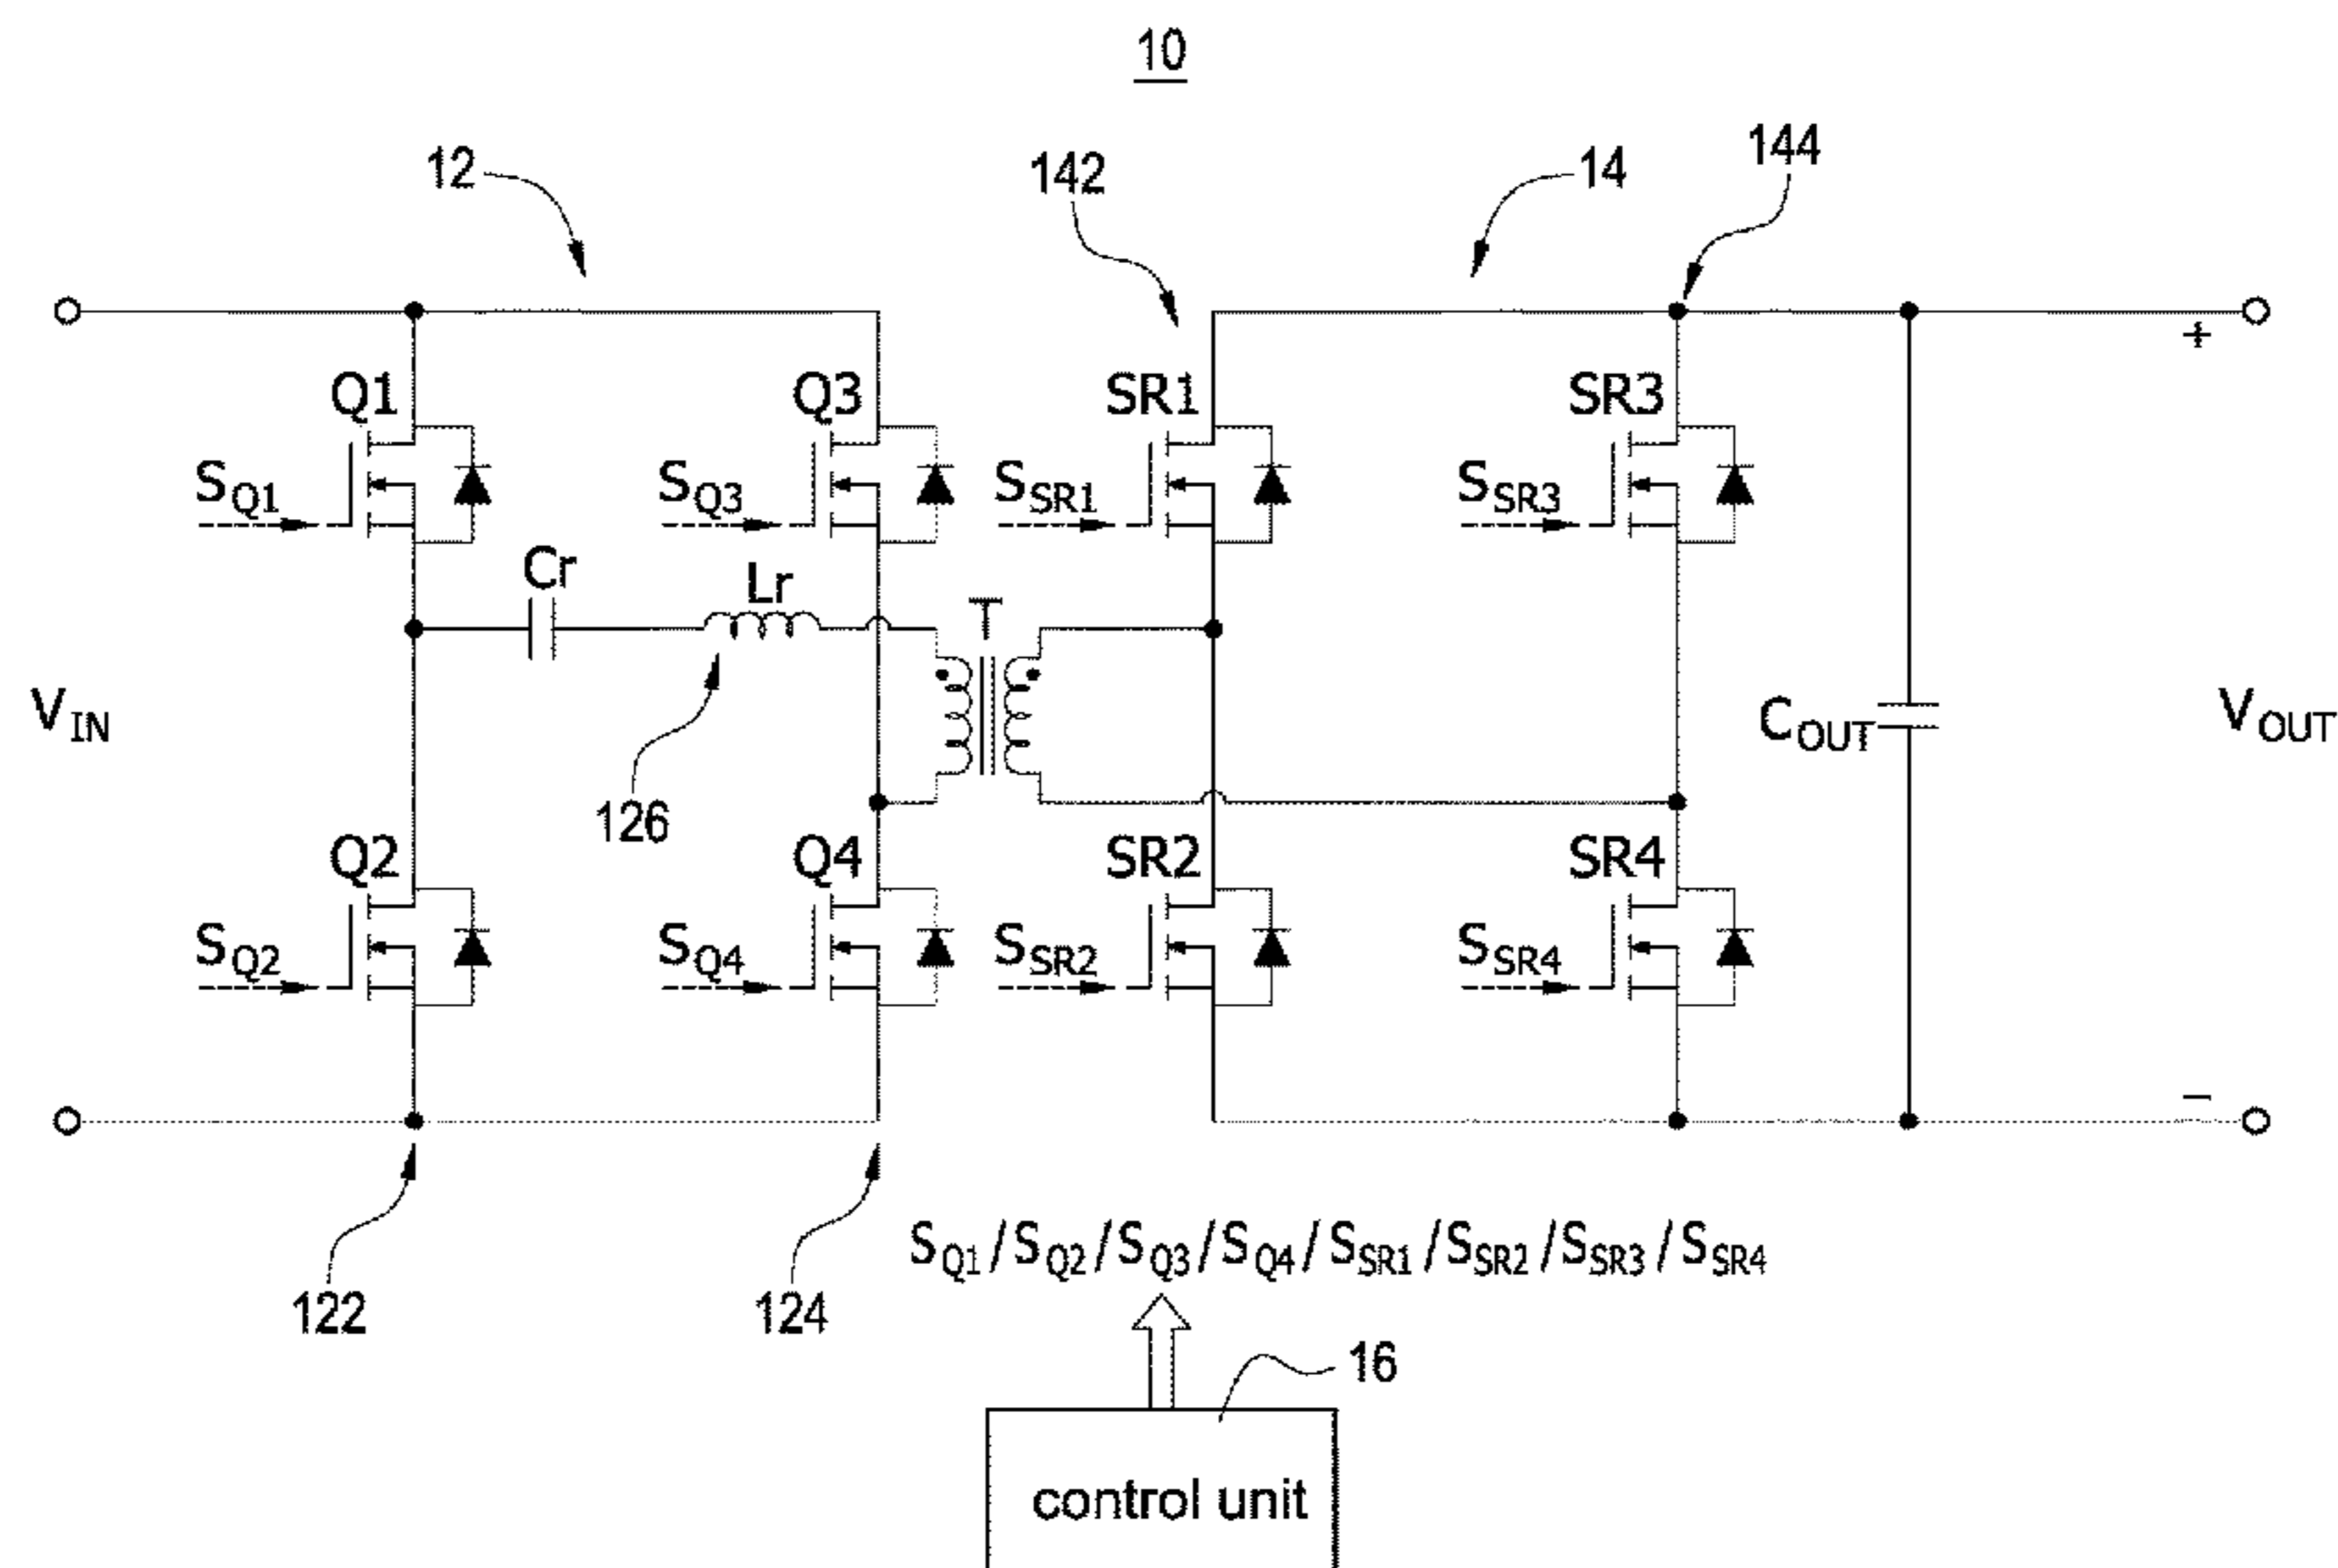 10
12
142
14
144
+
Q1
Q3
SR1
SR3
SQ1
SQ3
SSR1
SSR3
Cr
Lr
T
VIN
COUT
VOUT
126
Q2
Q4
SR2
SR4
SQ2
SQ4
SSR2
SSR4
−
122
124
SQ1/SQ2/SQ3/SQ4/SSR1/SSR2/SSR3/SSR4
16
control unit